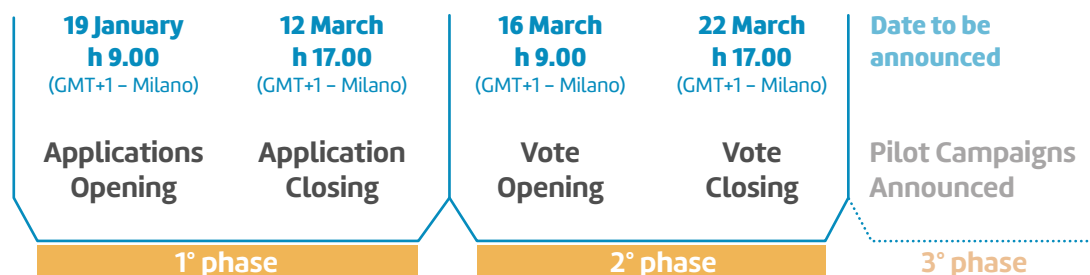 19 January
h 9.00
(GMT+1 – Milano)
Applications
Opening
12 March
h 17.00
(GMT+1 – Milano)
Application
Closing
1° phase
16 March
h 9.00
(GMT+1 – Milano)
Vote
Opening
22 March
h 17.00
(GMT+1 – Milano)
Vote
Closing
2° phase
Date to be
announced
Pilot Campaigns
Announced
3° phase